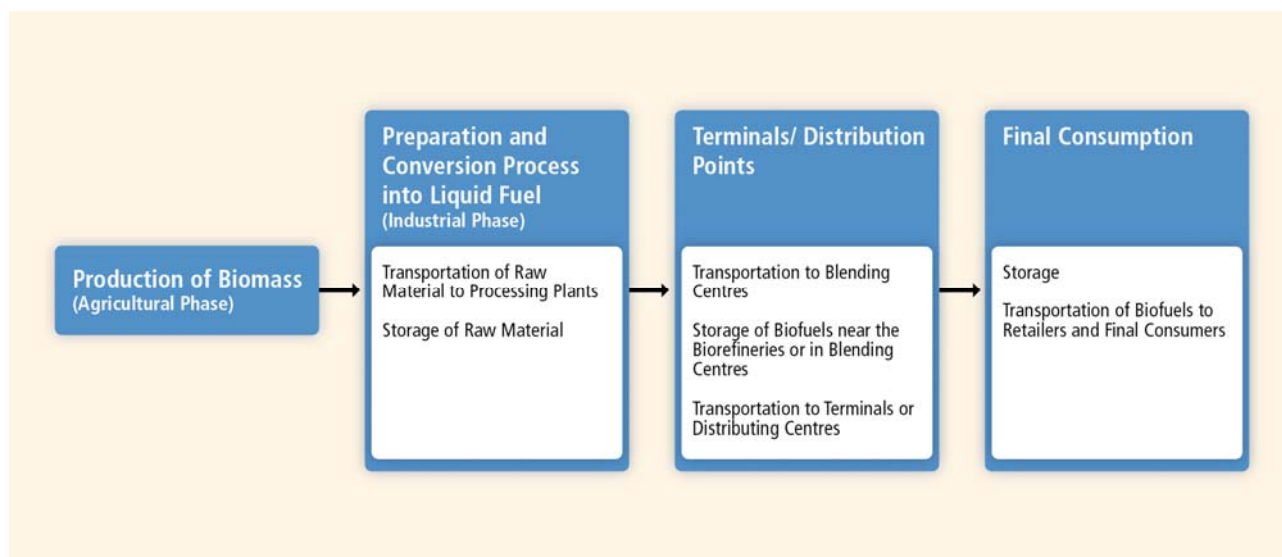 Production of Biomass
(Agricultural Phase)
Preparation and
Conversion Process
into Liquid Fuel
(Industrial Phase)
Transportation of Raw
Material to Processing Plants
Storage of Raw Material
Terminals/ Distribution
Points
Transportation to Blending
Centres
Storage of Biofuels near the
Biorefineries or in Blending
Centres
Transportation to Terminals or
Distributing Centres
Final Consumption
Storage
Transportation of Biofuels to
Retailers and Final Consumers